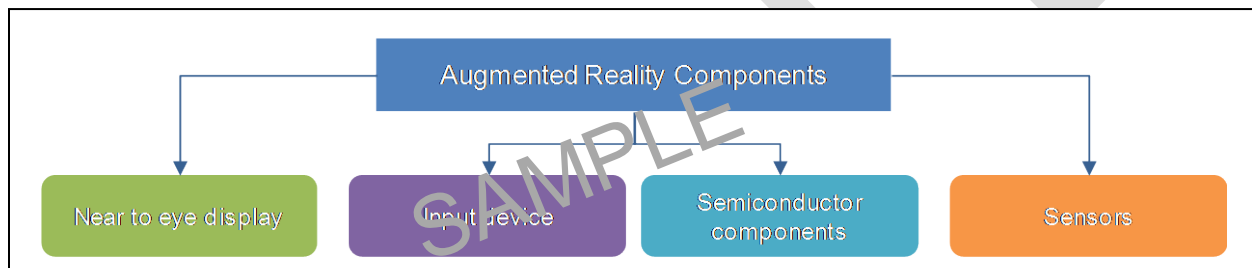 Augmented Reality Components
SAMPLE
Near to eye display
Input device
Semiconductor
components
Sensors